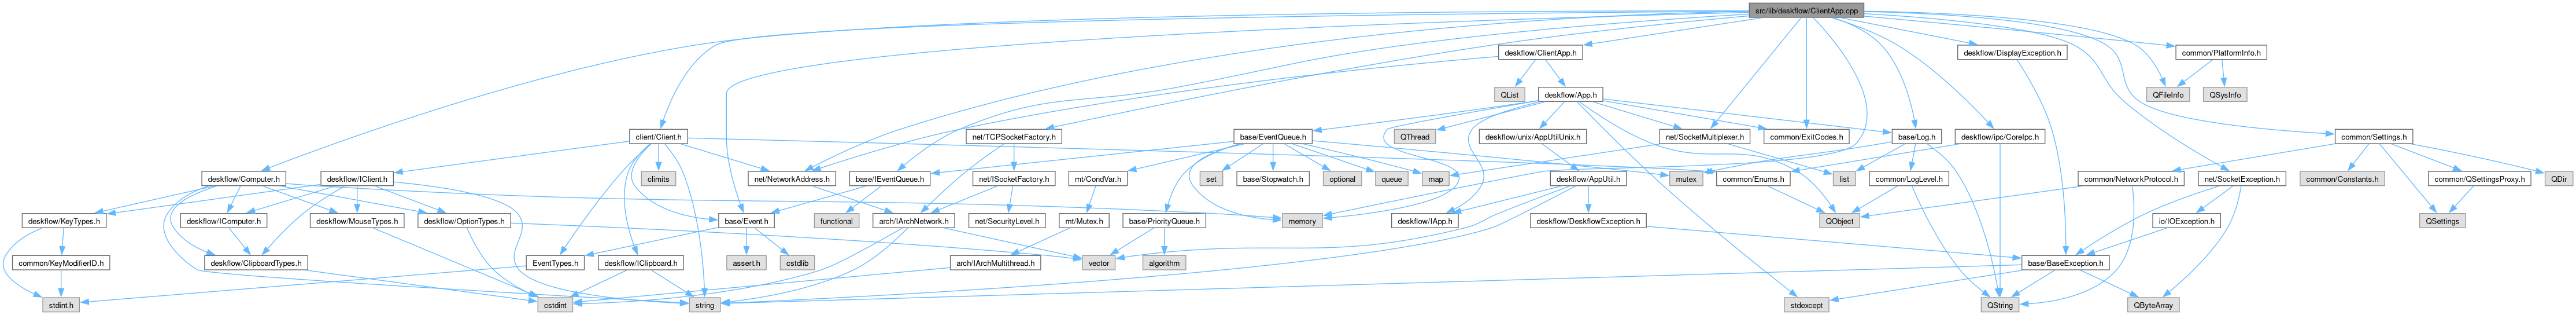 src/lib/deskflow/ClientApp.cpp
deskflow/ClientApp.h
deskflow/DisplayException.h
common/PlatformInfo.h
QList
deskflow/App.h
QFileInfo
QSysInfo
client/Client.h
net/TCPSocketFactory.h
base/EventQueue.h
QThread
deskflow/unix/AppUtilUnix.h
net/SocketMultiplexer.h
common/ExitCodes.h
base/Log.h
deskflow/ipc/CoreIpc.h
common/Settings.h
deskflow/Computer.h
deskflow/IClient.h
climits
net/NetworkAddress.h
base/IEventQueue.h
net/ISocketFactory.h
mt/CondVar.h
set
base/Stopwatch.h
optional
queue
map
mutex
deskflow/AppUtil.h
list
common/LogLevel.h
common/Enums.h
common/NetworkProtocol.h
net/SocketException.h
common/Constants.h
common/QSettingsProxy.h
QDir
deskflow/KeyTypes.h
deskflow/IComputer.h
deskflow/MouseTypes.h
deskflow/OptionTypes.h
memory
base/Event.h
functional
arch/IArchNetwork.h
net/SecurityLevel.h
mt/Mutex.h
base/PriorityQueue.h
deskflow/IApp.h
deskflow/DeskflowException.h
QObject
io/IOException.h
QSettings
common/KeyModifierID.h
deskflow/ClipboardTypes.h
EventTypes.h
deskflow/IClipboard.h
assert.h
cstdlib
arch/IArchMultithread.h
vector
algorithm
base/BaseException.h
stdint.h
cstdint
string
stdexcept
QString
QByteArray